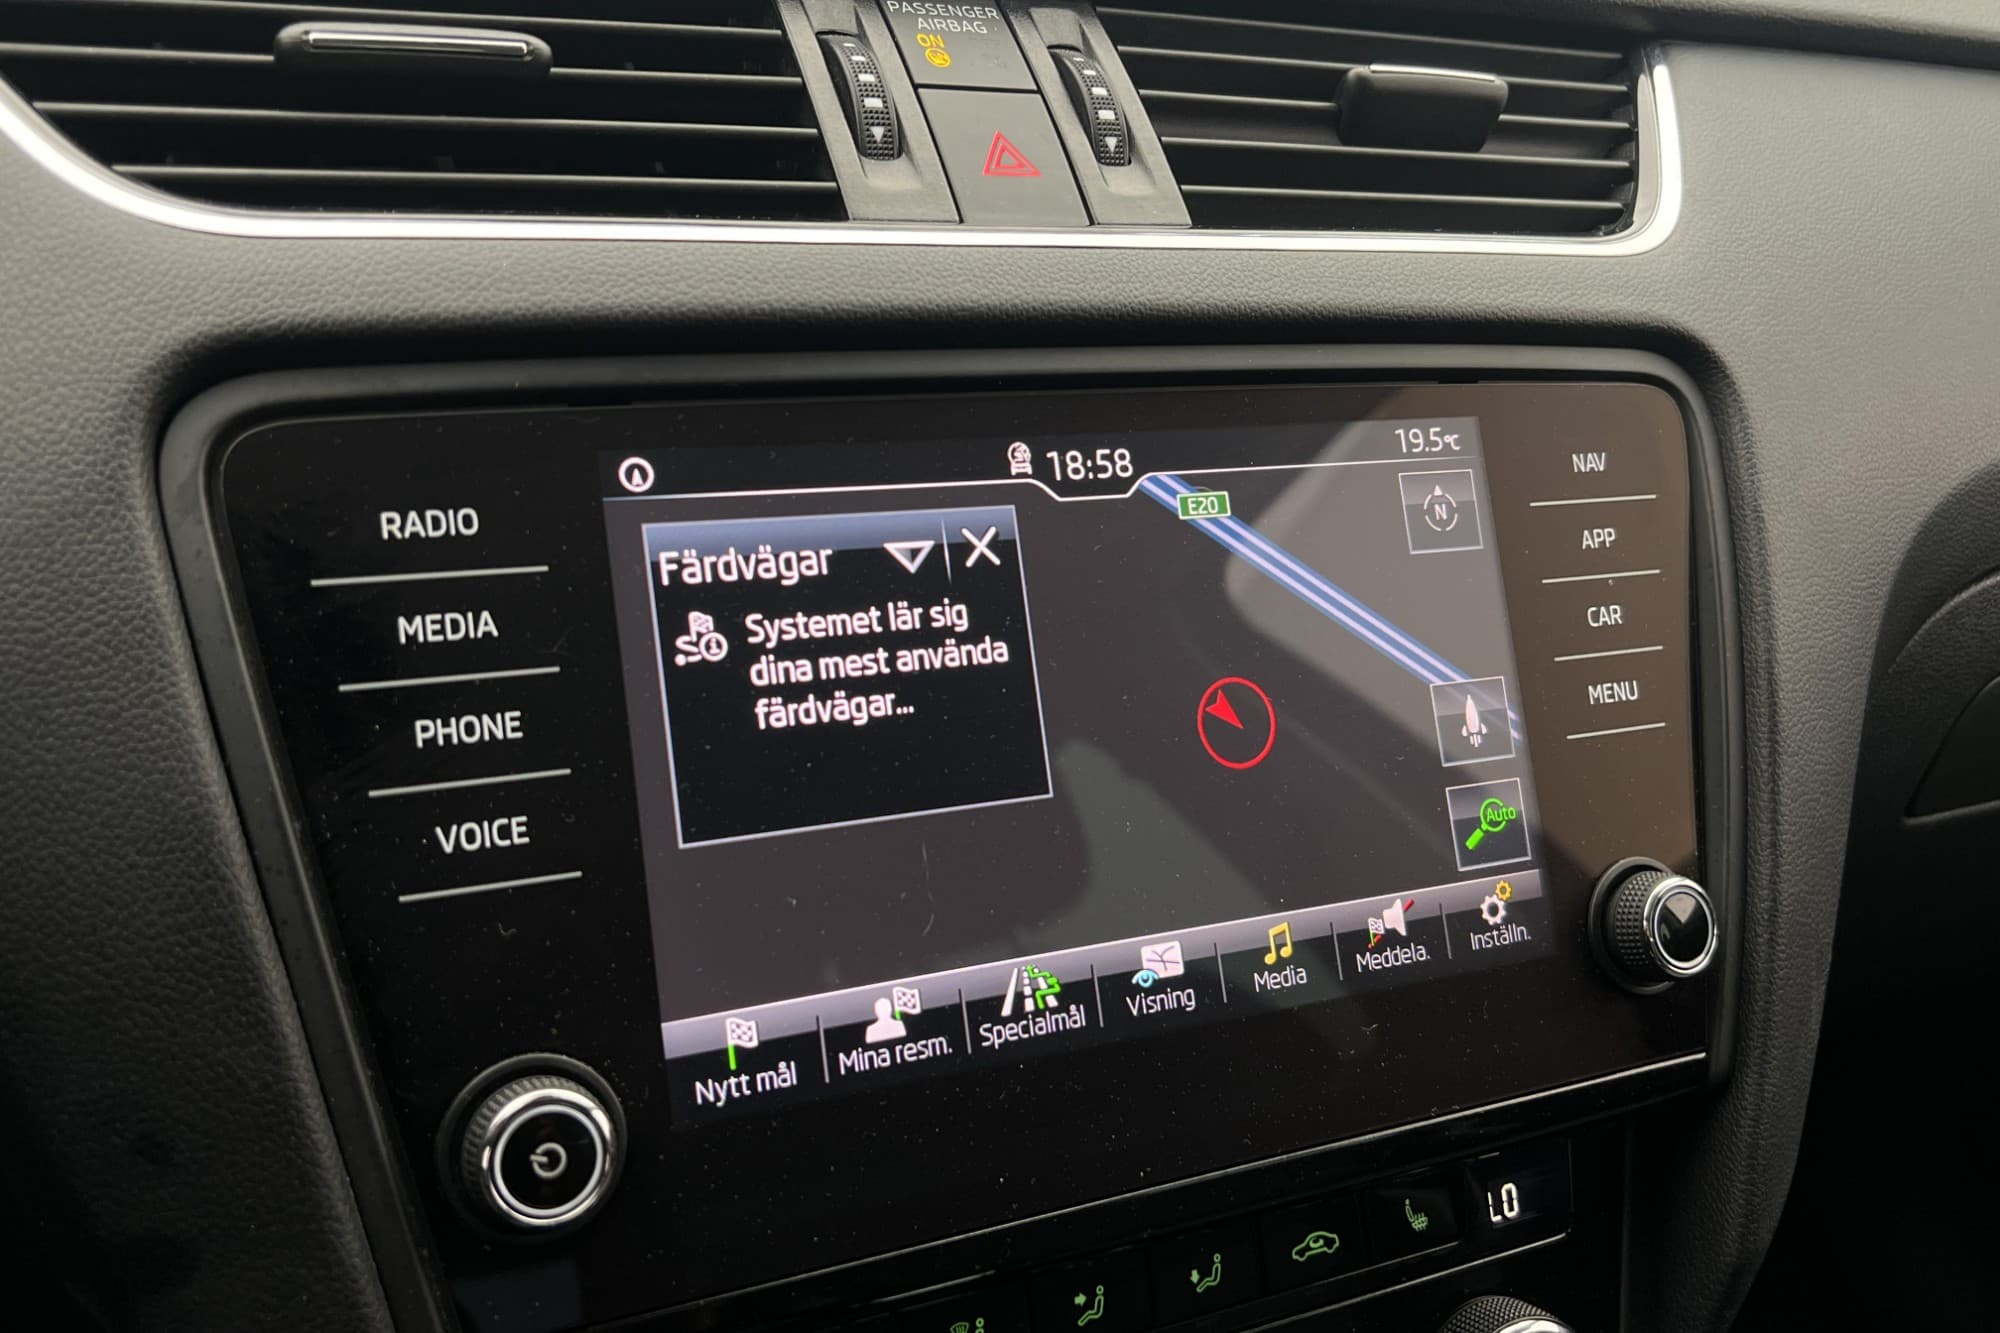 PASSENGER
AIRBAG
ON
18:58
19.5°C
RADIO
MEDIA
PHONE
VOICE
Färdvägar
Systemet lär sig
dina mest använda
färdvägar...
E20
N
Auto
NAV
APP
CAR
MENU
Nytt mål
Mina resm.
Specialmål
Visning
Media
Meddela.
Inställn.
LO